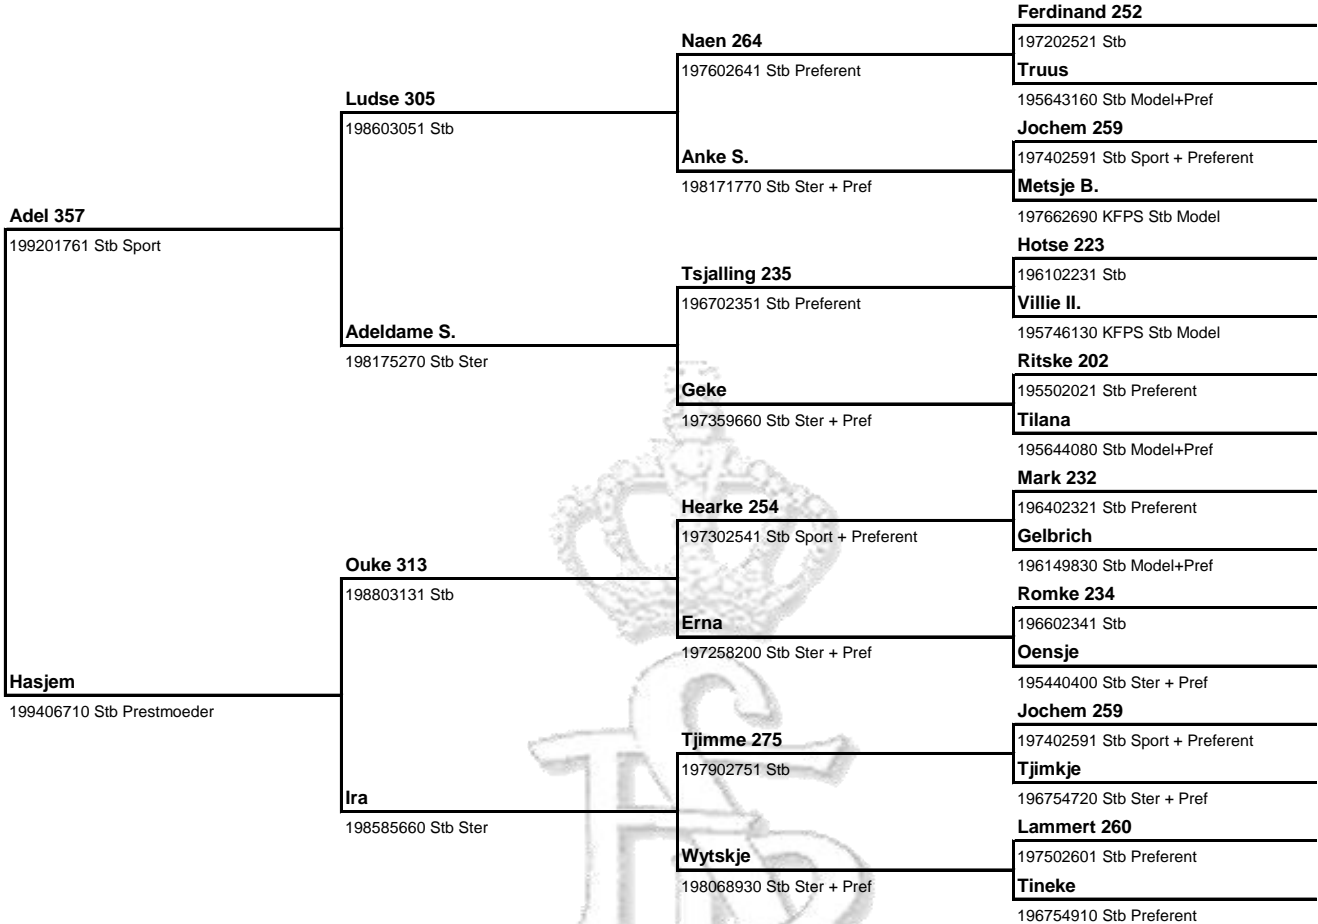 Ferdinand 252
Naen 264
197202521 Stb
197602641 Stb Preferent
Truus
Ludse 305
195643160 Stb Model+Pref
198603051 Stb
Jochem 259
Anke S.
197402591 Stb Sport + Preferent
198171770 Stb Ster + Pref
Metsje B.
Adel 357
197662690 KFPS Stb Model
199201761 Stb Sport
Hotse 223
Tsjalling 235
196102231 Stb
196702351 Stb Preferent
Villie II.
Adeldame S.
195746130 KFPS Stb Model
198175270 Stb Ster
Ritske 202
Geke
195502021 Stb Preferent
197359660 Stb Ster + Pref
Tilana
195644080 Stb Model+Pref
Mark 232
Hearke 254
196402321 Stb Preferent
197302541 Stb Sport + Preferent
Gelbrich
Ouke 313
196149830 Stb Model+Pref
198803131 Stb
Romke 234
Erna
196602341 Stb
197258200 Stb Ster + Pref
Oensje
Hasjem
195440400 Stb Ster + Pref
199406710 Stb Prestmoeder
Jochem 259
Tjimme 275
197402591 Stb Sport + Preferent
197902751 Stb
Tjimkje
Ira
196754720 Stb Ster + Pref
198585660 Stb Ster
Lammert 260
Wytskje
197502601 Stb Preferent
198068930 Stb Ster + Pref
Tineke
196754910 Stb Preferent